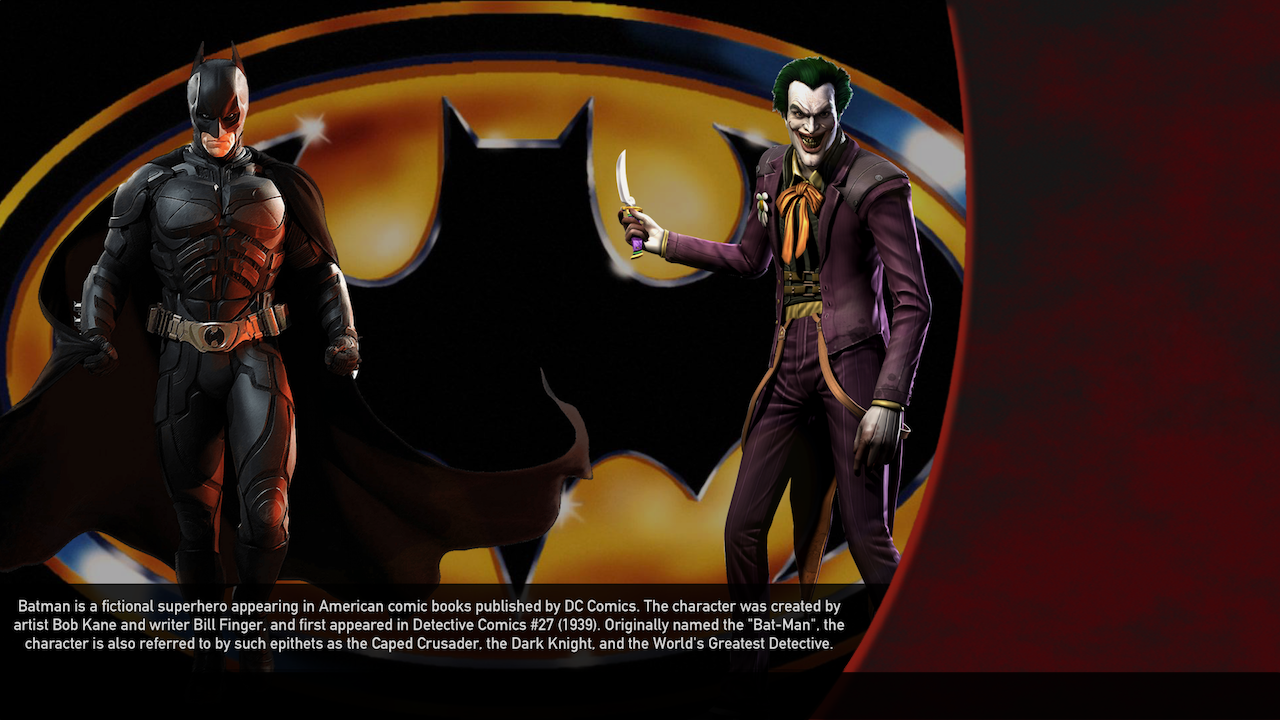 Batman is a fictional superhero appearing in American comic books published by DC Comics. The character was created by
artist Bob Kane and writer Bill Finger, and first appeared in Detective Comics #27 (1939). Originally named the "Bat-Man", the
character is also referred to by such epithets as the Caped Crusader, the Dark Knight, and the World's Greatest Detective.